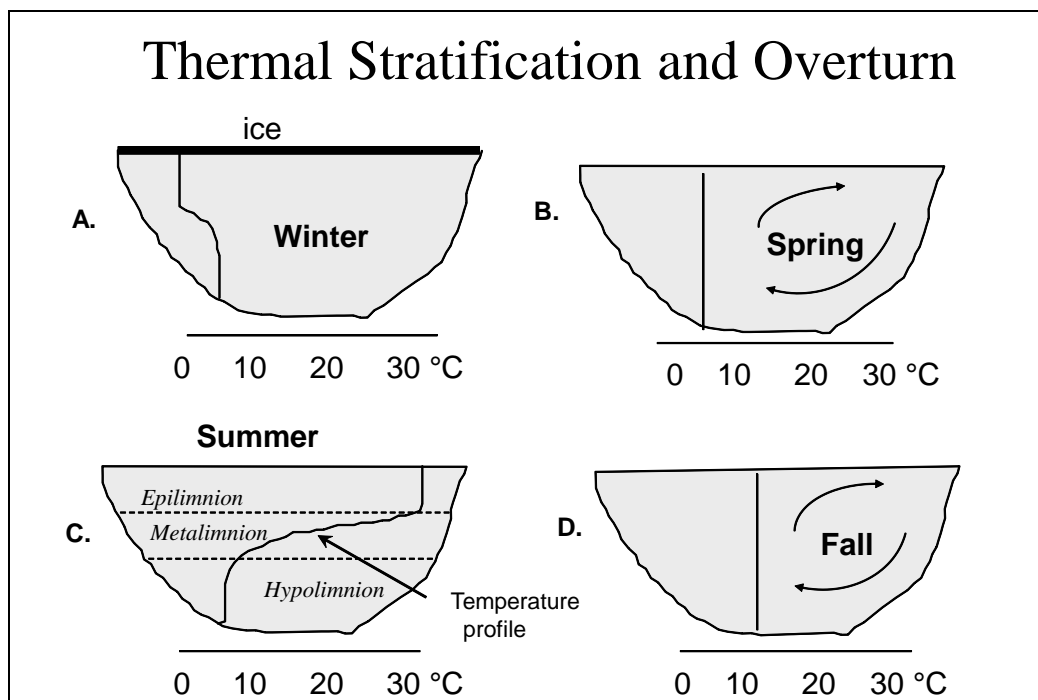 Thermal Stratification and Overturn
ice
A.
Winter
0 10 20 30 °C
B.
Spring
0 10 20 30 °C
Summer
C.
Epilimnion
Metalimnion
Hypolimnion
Temperature
profile
0 10 20 30 °C
D.
Fall
0 10 20 30 °C